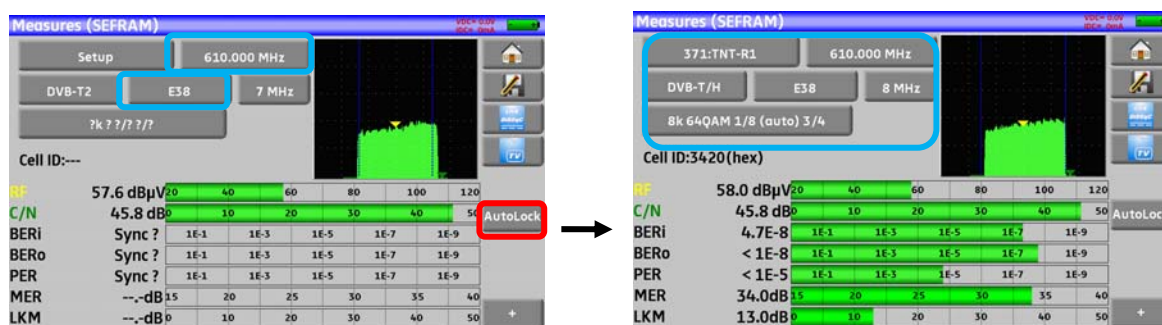 Measures (SEFRAM)
VDC= 0.0V
IDC= 0mA
Setup 610.000 MHz
DVB-T2 E38 7 MHz
?k ? ?/? ?/?
Cell ID:---
RF 57.6 dBµV 20 40 60 80 100 120
C/N 45.8 dB 0 10 20 30 40 50
AutoLock
BERi Sync ? 1E-1 1E-3 1E-5 1E-7 1E-9
BERo Sync ? 1E-1 1E-3 1E-5 1E-7 1E-9
PER Sync ? 1E-1 1E-3 1E-5 1E-7 1E-9
MER --,-dB 15 20 25 30 35 40
LKM --,-dB 0 10 20 30 40 50
+
TV
Measures (SEFRAM)
VDC= 0.0V
IDC= 0mA
371:TNT-R1 610.000 MHz
DVB-T/H E38 8 MHz
8k 64QAM 1/8 (auto) 3/4
Cell ID:3420(hex)
RF 58.0 dBµV 20 40 60 80 100 120
C/N 45.8 dB 0 10 20 30 40 50
AutoLock
BERi 4.7E-8 1E-1 1E-3 1E-5 1E-7 1E-9
BERo < 1E-8 1E-1 1E-3 1E-5 1E-7 1E-9
PER < 1E-5 1E-1 1E-3 1E-5 1E-7 1E-9
MER 34.0dB 15 20 25 30 35 40
LKM 13.0dB 0 10 20 30 40 50
+
TV